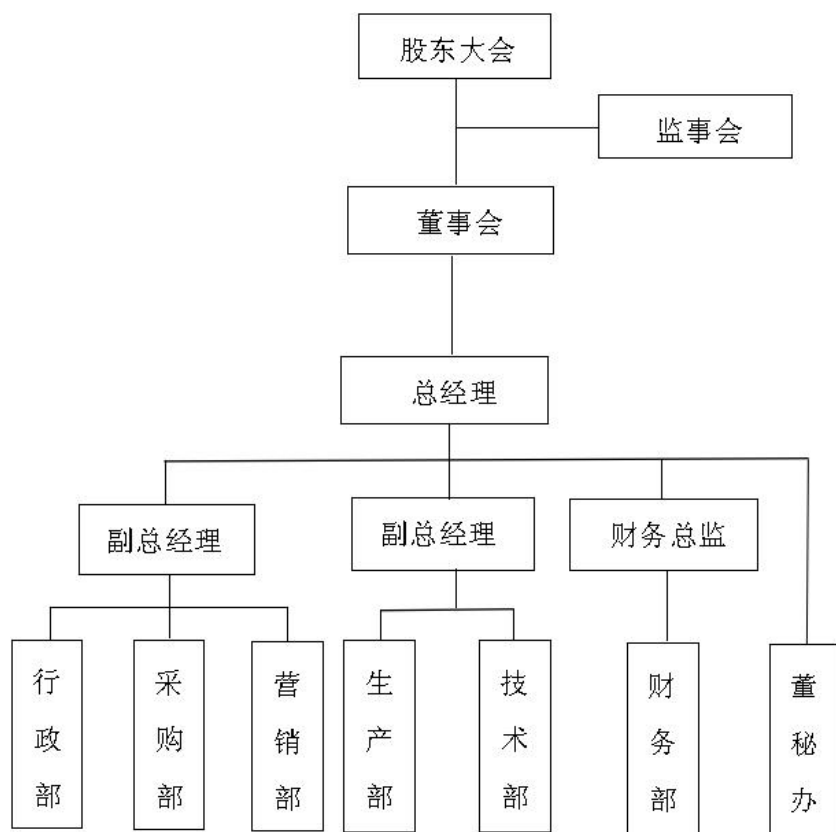 股东大会
监事会
董事会
总经理
副总经理
副总经理
财务总监
行政部
采购部
营销部
生产部
技术部
财务部
董秘办